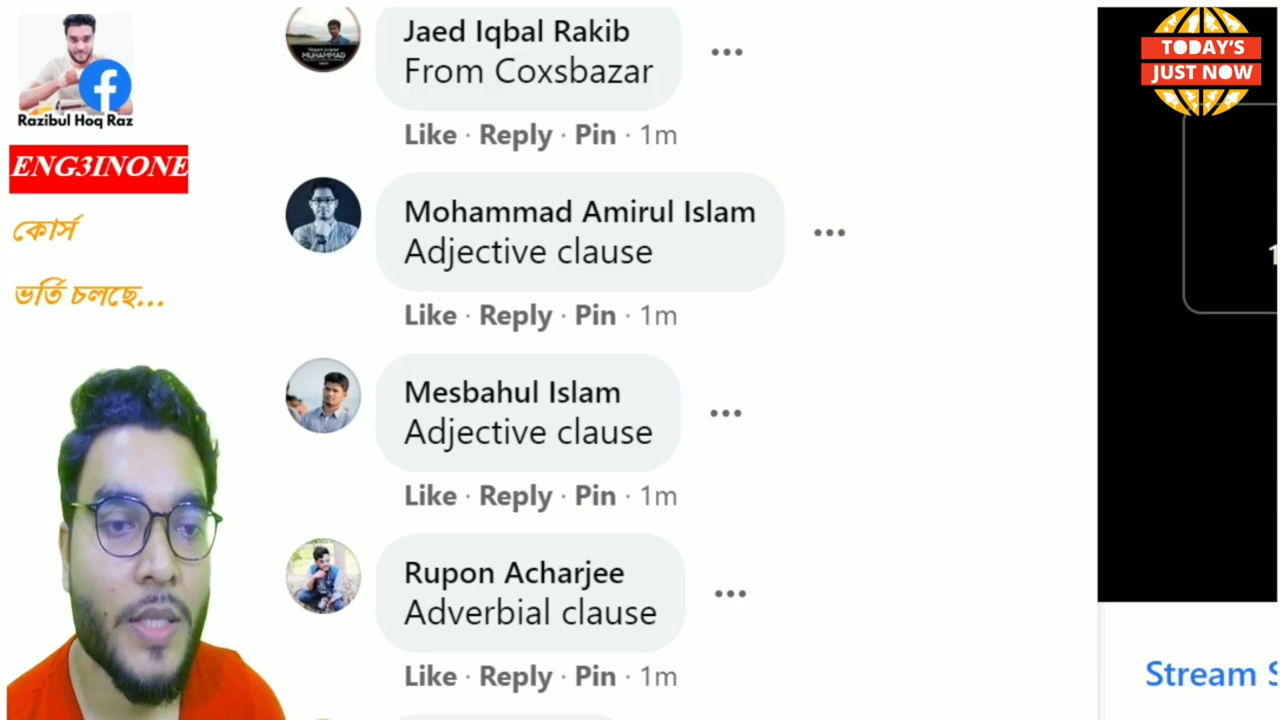 Razibul Hoq Raz
ENG3INONE
কোর্স
ভর্তি চলছে...
Jaed Iqbal Rakib
From Coxsbazar
Like · Reply · Pin · 1m
Mohammad Amirul Islam
Adjective clause
Like · Reply · Pin · 1m
Mesbahul Islam
Adjective clause
Like · Reply · Pin · 1m
Rupon Acharjee
Adverbial clause
Like · Reply · Pin · 1m
TODAY'S
JUST NOW
Stream